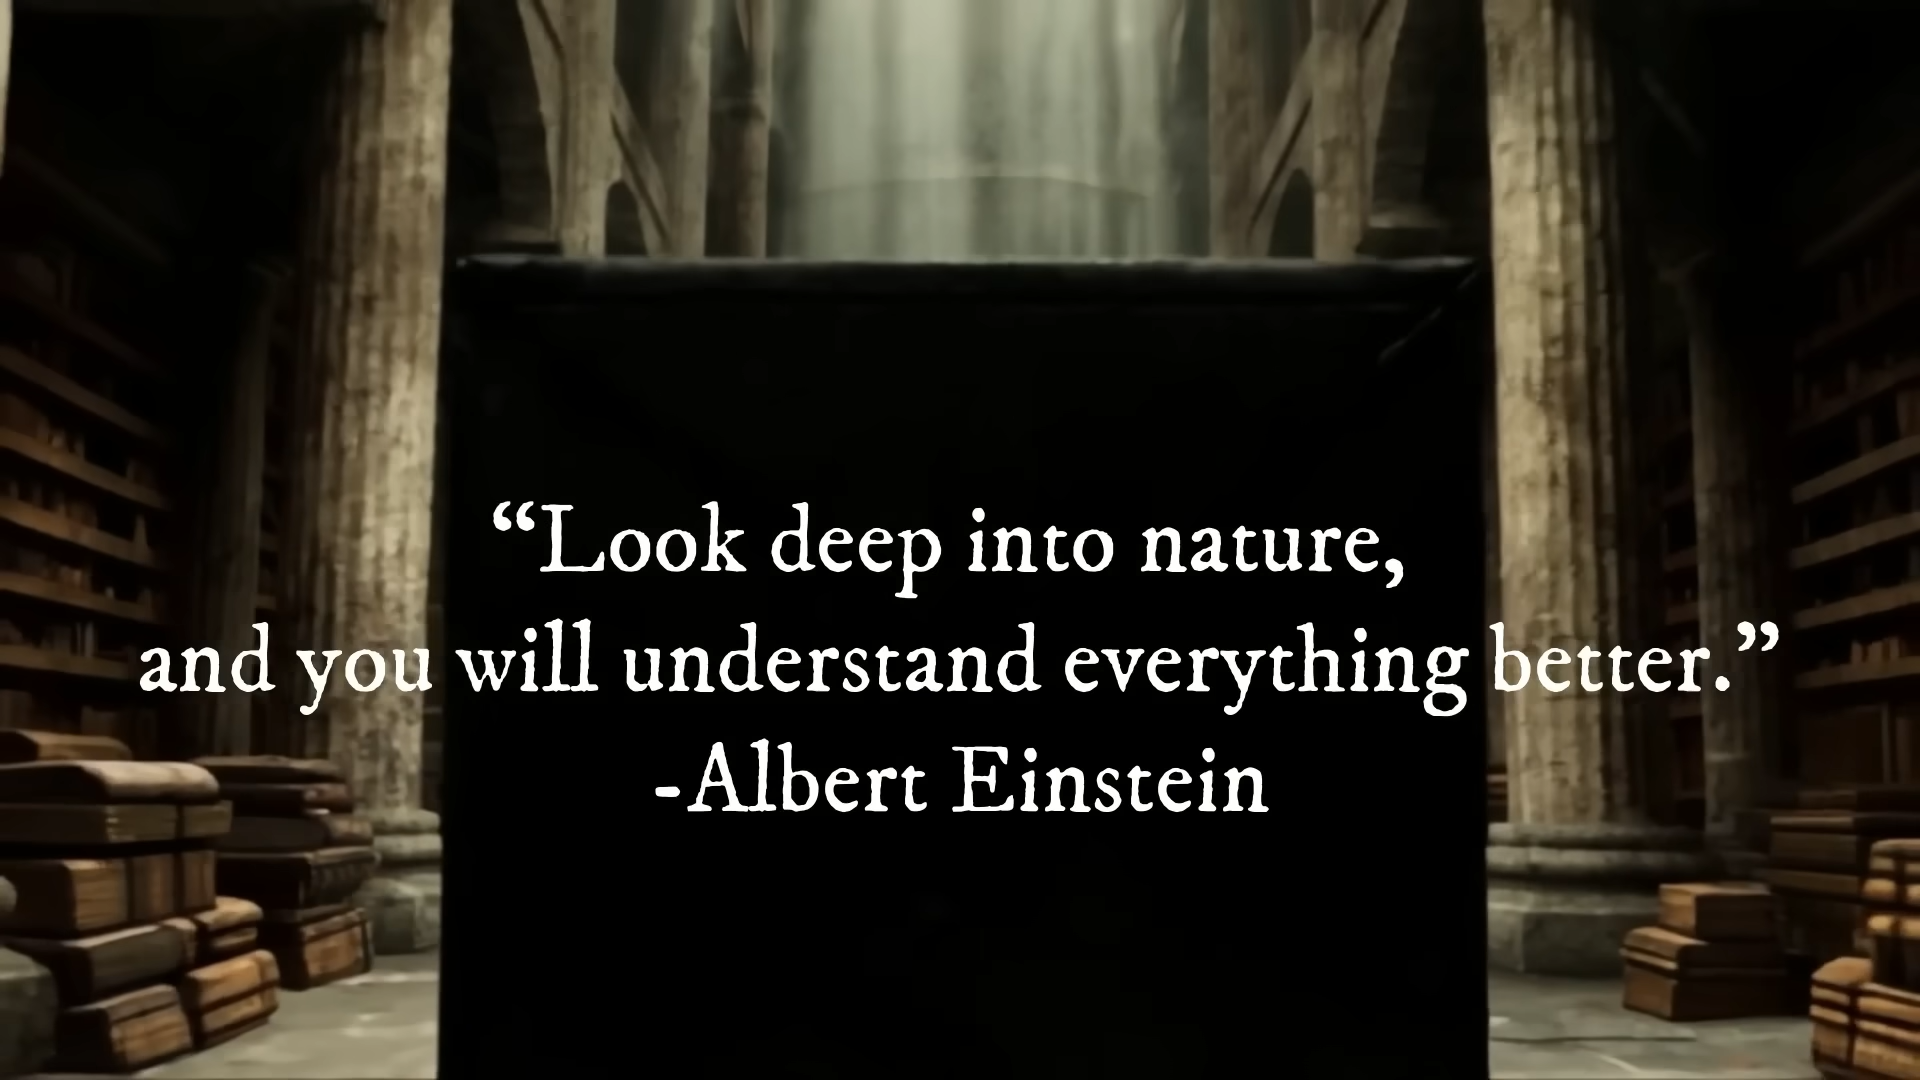 “Look deep into nature,
and you will understand everything better.”
-Albert Einstein